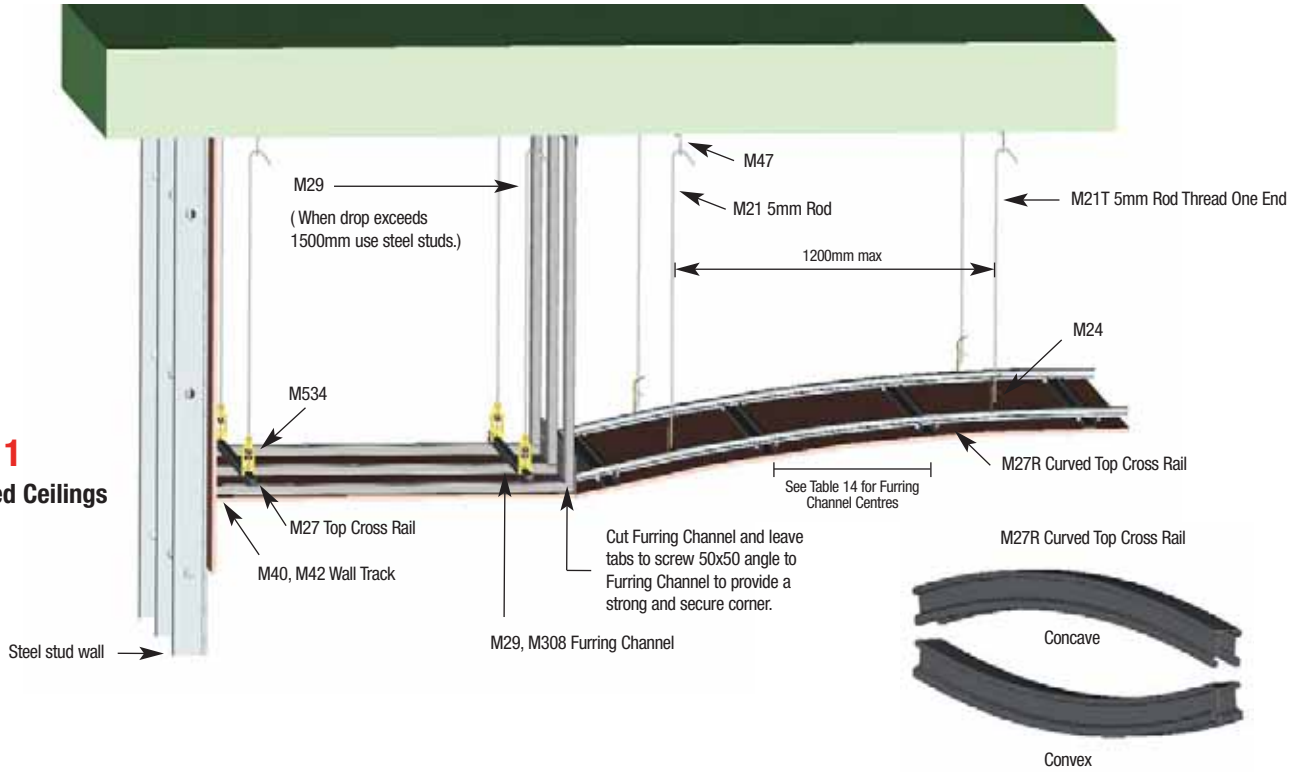 M47
M29
M21T 5mm Rod Thread One End
M21 5mm Rod
( When drop exceeds
1500mm use steel studs.)
1200mm max
M24
M534
1
ed Ceilings
M27R Curved Top Cross Rail
See Table 14 for Furring
Channel Centres
M27 Top Cross Rail
Cut Furring Channel and leave
tabs to screw 50x50 angle to
Furring Channel to provide a
strong and secure corner.
M40, M42 Wall Track
M29, M308 Furring Channel
Steel stud wall
M27R Curved Top Cross Rail
Concave
Convex